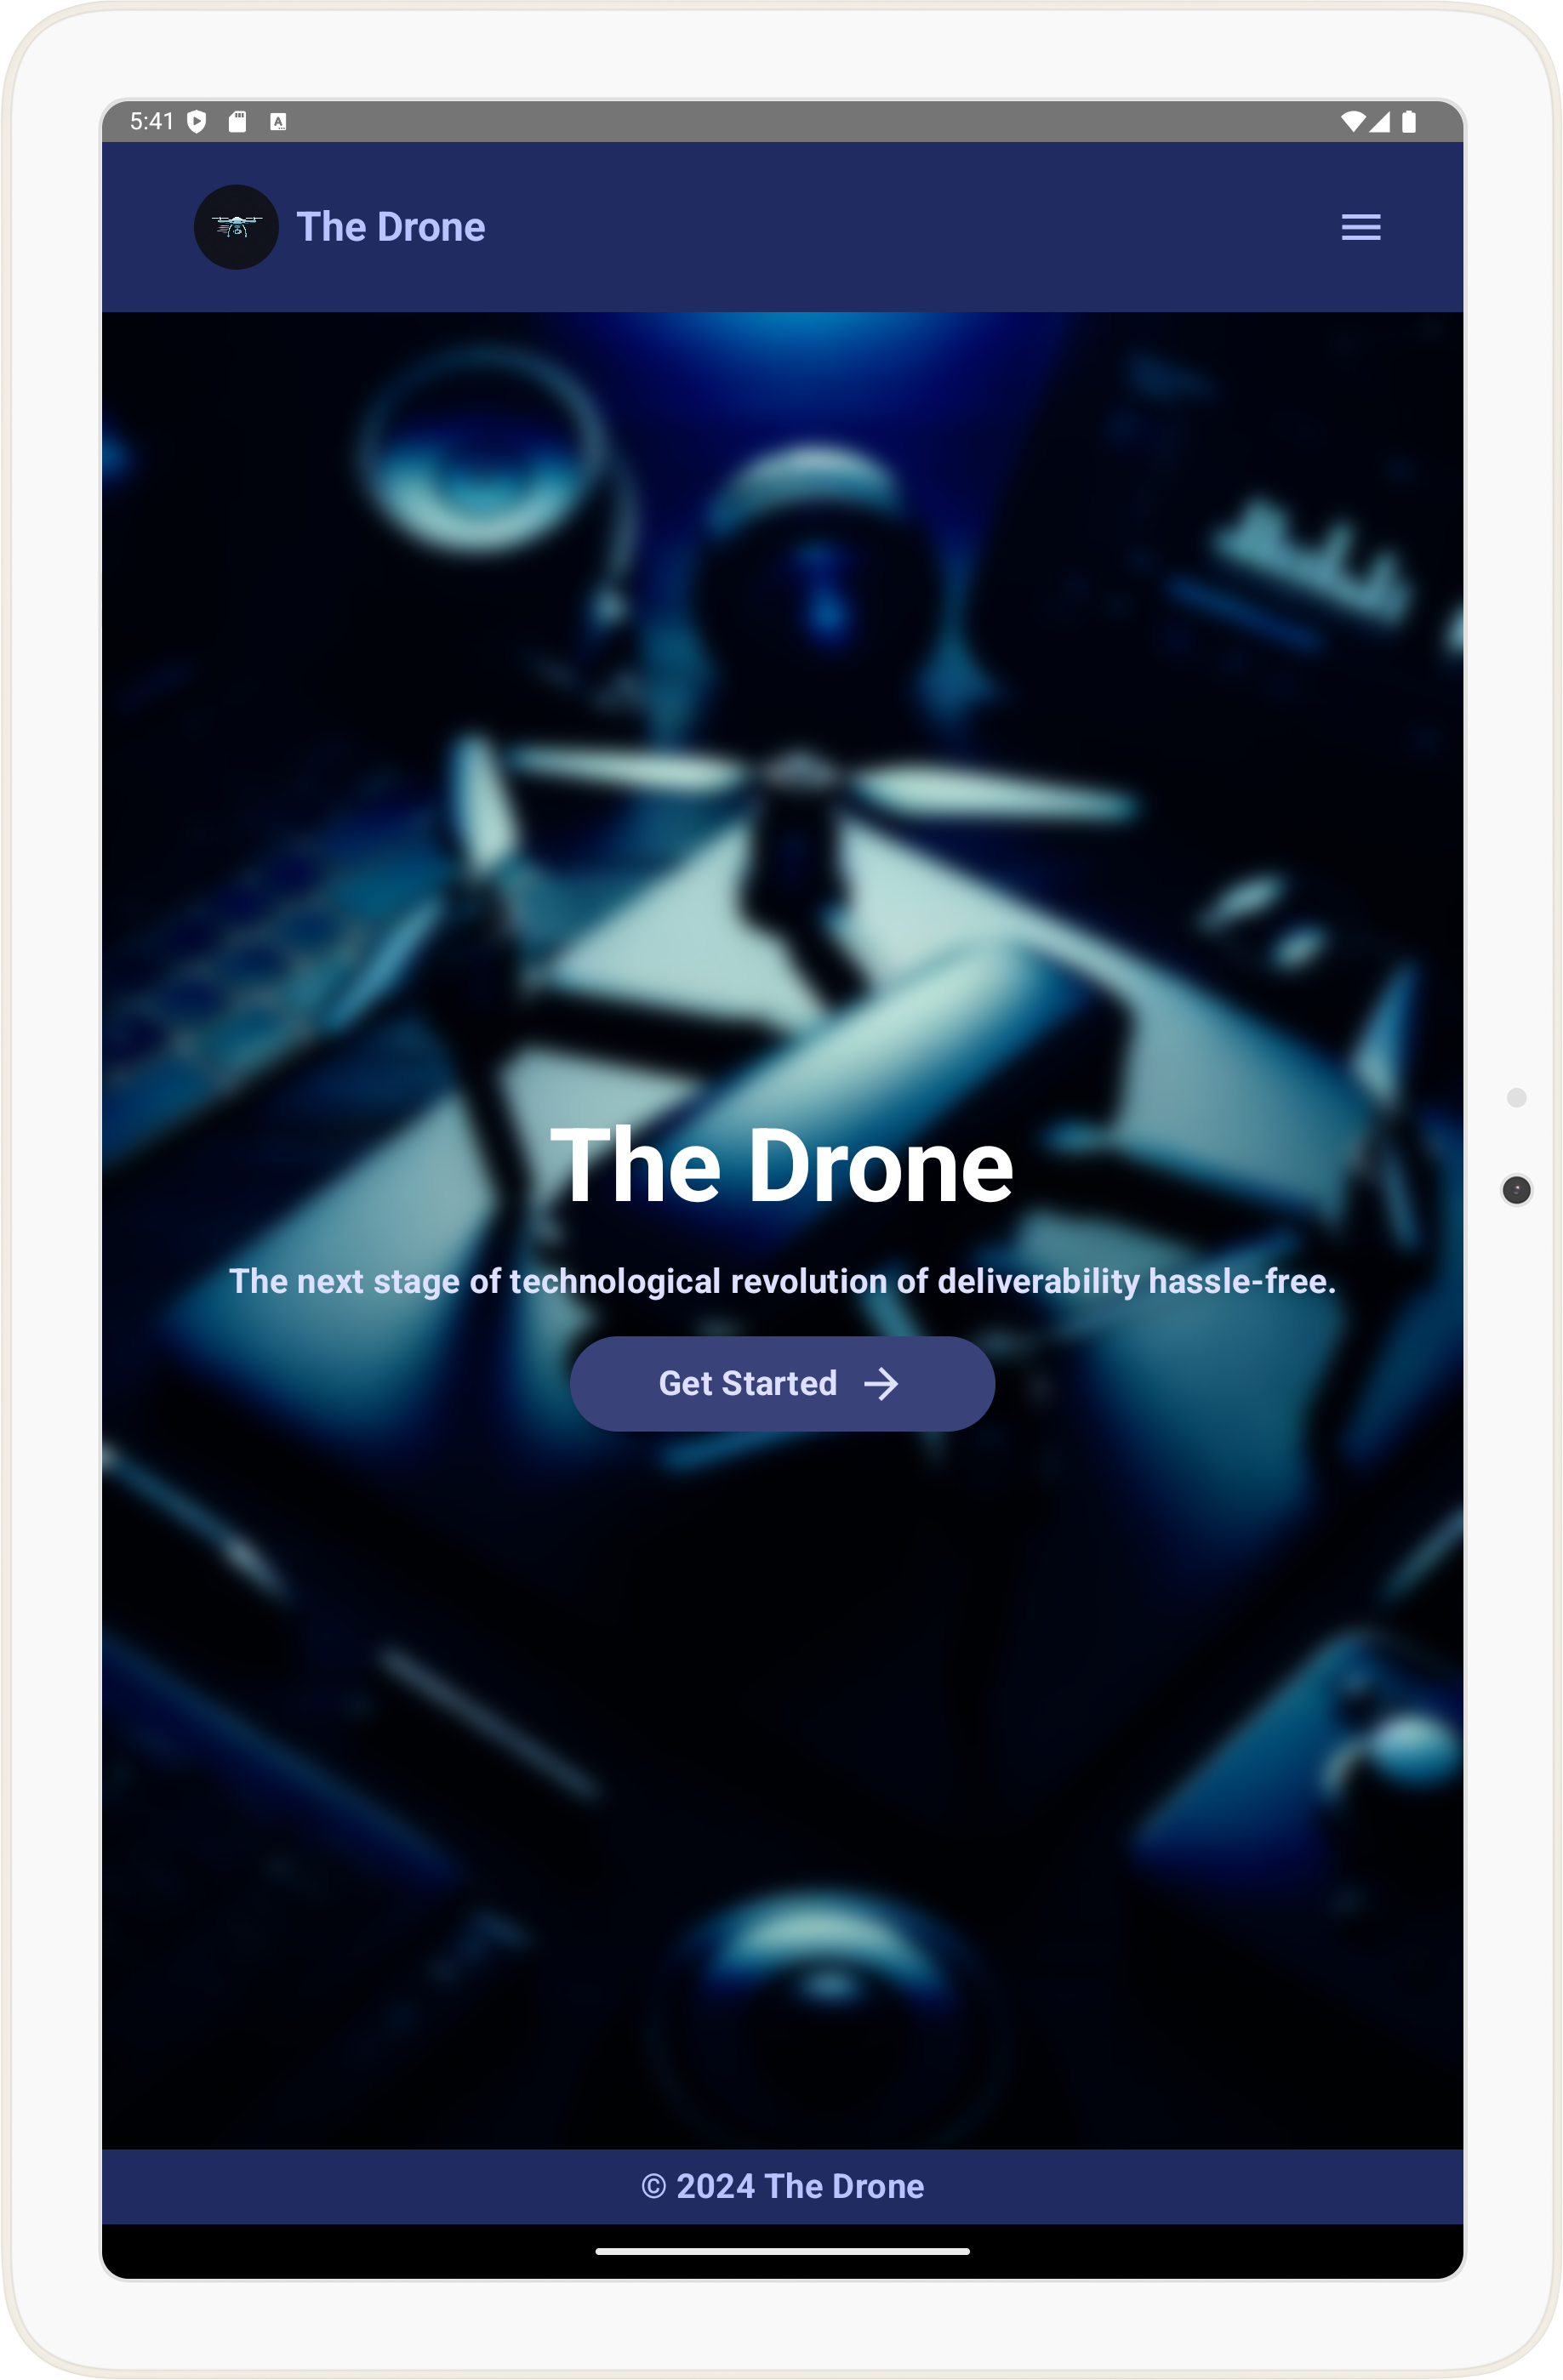 5:41
The Drone
The Drone
The next stage of technological revolution of deliverability hassle-free.
Get Started
© 2024 The Drone